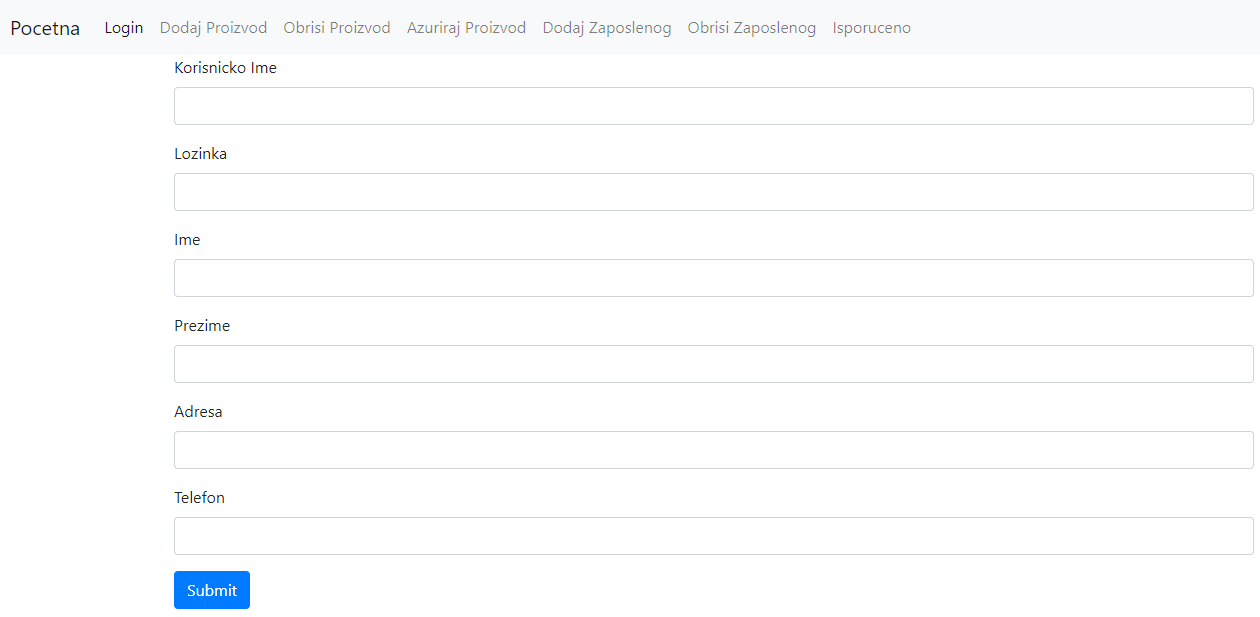 Pocetna Login Dodaj Proizvod Obrisi Proizvod Azuriraj Proizvod Dodaj Zaposlenog Obrisi Zaposlenog Isporuceno
Korisnicko Ime
Lozinka
Ime
Prezime
Adresa
Telefon
Submit